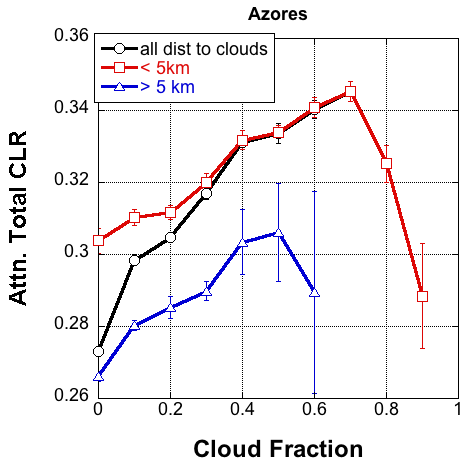 Azores
0.36
all dist to clouds
< 5km
> 5 km
0.34
0.32
0.3
0.28
0.26
Attn. Total CLR
0 0.2 0.4 0.6 0.8 1
Cloud Fraction